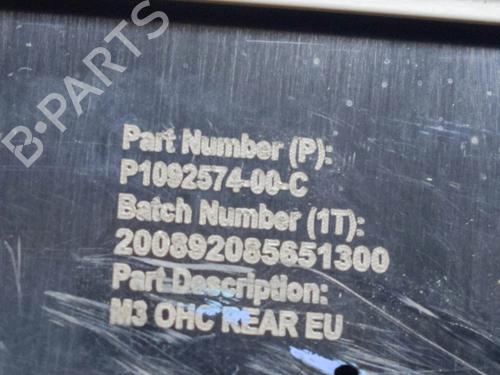 B-PARTS
Part Number (P):
P1092574-00-C
Batch Number (1T):
200892085651300
Part Description:
M3 OHC REAR EU